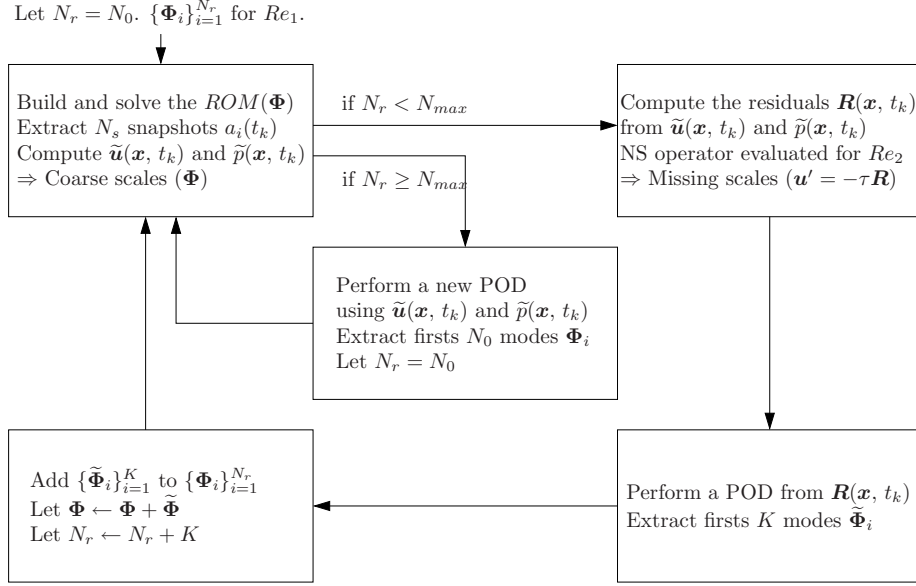 Let $N_r = N_0$. $\{\boldsymbol{\Phi}_i\}_{i=1}^{N_r}$ for $Re_1$.
Build and solve the $ROM(\boldsymbol{\Phi})$
Extract $N_s$ snapshots $a_i(t_k)$
Compute $\widetilde{\boldsymbol{u}}(\boldsymbol{x}, t_k)$ and $\widetilde{p}(\boldsymbol{x}, t_k)$
$\Rightarrow$ Coarse scales ($\boldsymbol{\Phi}$)
if $N_r < N_{max}$
if $N_r \geq N_{max}$
Compute the residuals $\boldsymbol{R}(\boldsymbol{x}, t_k)$
from $\widetilde{\boldsymbol{u}}(\boldsymbol{x}, t_k)$ and $\widetilde{p}(\boldsymbol{x}, t_k)$
NS operator evaluated for $Re_2$
$\Rightarrow$ Missing scales ($\boldsymbol{u}' = -\tau \boldsymbol{R}$)
Perform a new POD
using $\widetilde{\boldsymbol{u}}(\boldsymbol{x}, t_k)$ and $\widetilde{p}(\boldsymbol{x}, t_k)$
Extract firsts $N_0$ modes $\boldsymbol{\Phi}_i$
Let $N_r = N_0$
Add $\{\widetilde{\boldsymbol{\Phi}}_i\}_{i=1}^{K}$ to $\{\boldsymbol{\Phi}_i\}_{i=1}^{N_r}$
Let $\boldsymbol{\Phi} \leftarrow \boldsymbol{\Phi} + \widetilde{\boldsymbol{\Phi}}$
Let $N_r \leftarrow N_r + K$
Perform a POD from $\boldsymbol{R}(\boldsymbol{x}, t_k)$
Extract firsts $K$ modes $\widetilde{\boldsymbol{\Phi}}_i$